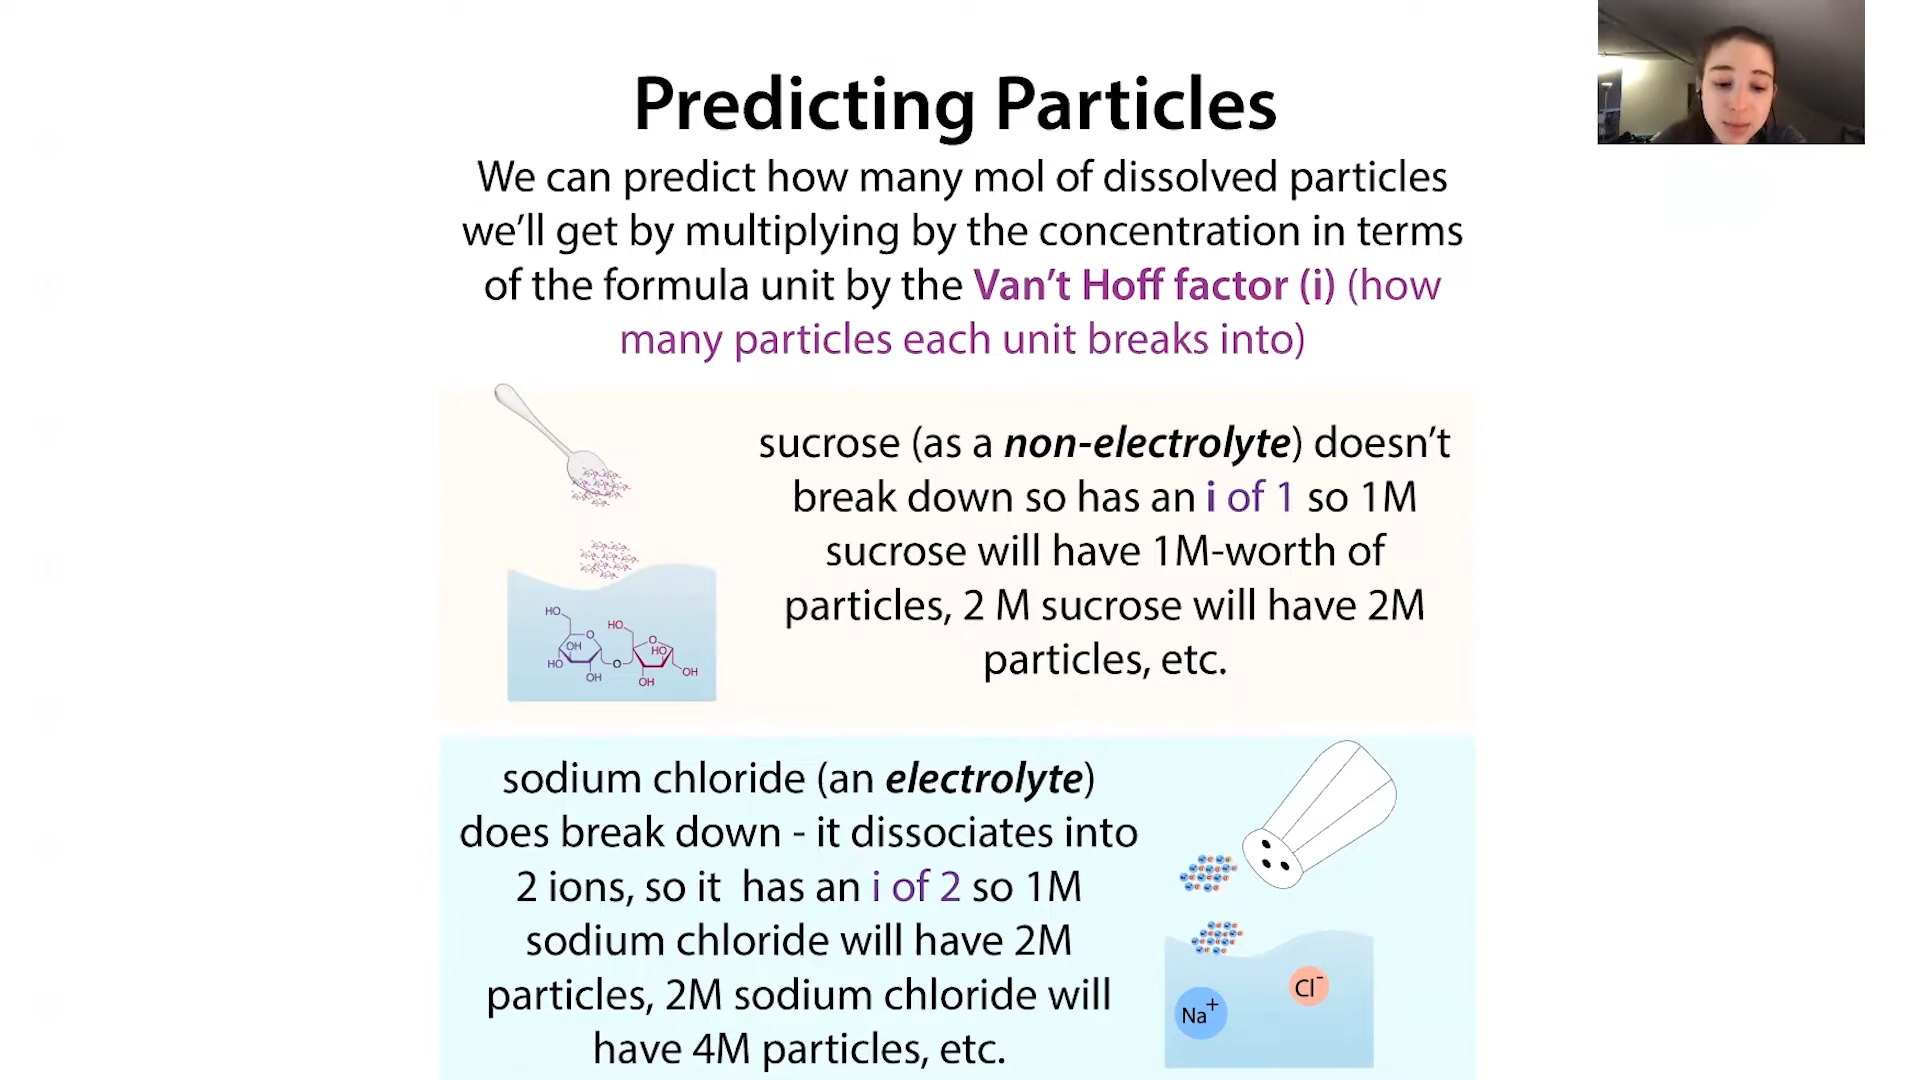 Predicting Particles
We can predict how many mol of dissolved particles
we'll get by multiplying by the concentration in terms
of the formula unit by the Van't Hoff factor (i) (how
many particles each unit breaks into)
sucrose (as a non-electrolyte) doesn't
break down so has an i of 1 so 1M
sucrose will have 1M-worth of
particles, 2 M sucrose will have 2M
particles, etc.
HO
HO
O
O
OH
HO
HO
O
OH
OH
OH
sodium chloride (an electrolyte)
does break down - it dissociates into
2 ions, so it has an i of 2 so 1M
sodium chloride will have 2M
particles, 2M sodium chloride will
have 4M particles, etc.
Cl-
Na+